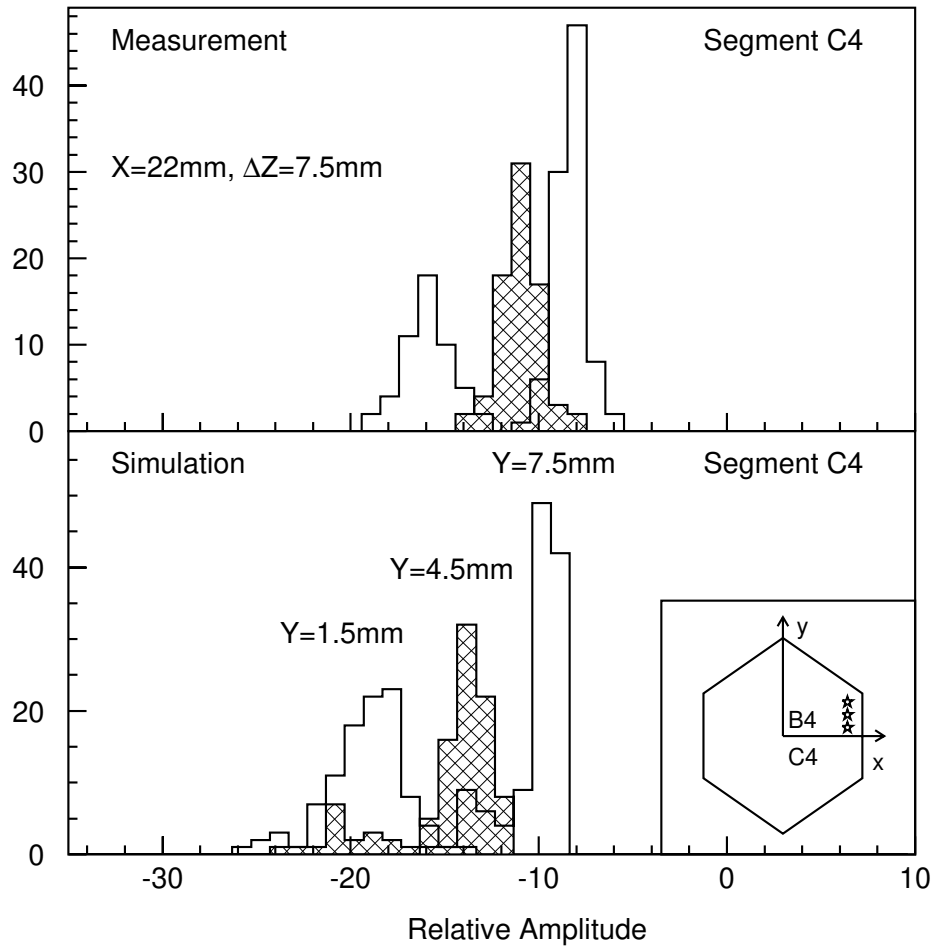 Measurement
Segment C4
40
X=22mm, ΔZ=7.5mm
30
20
10
0
Simulation
Y=7.5mm
Segment C4
40
Y=4.5mm
Y=1.5mm
20
y
B4
C4
x
0
-30
-20
-10
0
10
Relative Amplitude